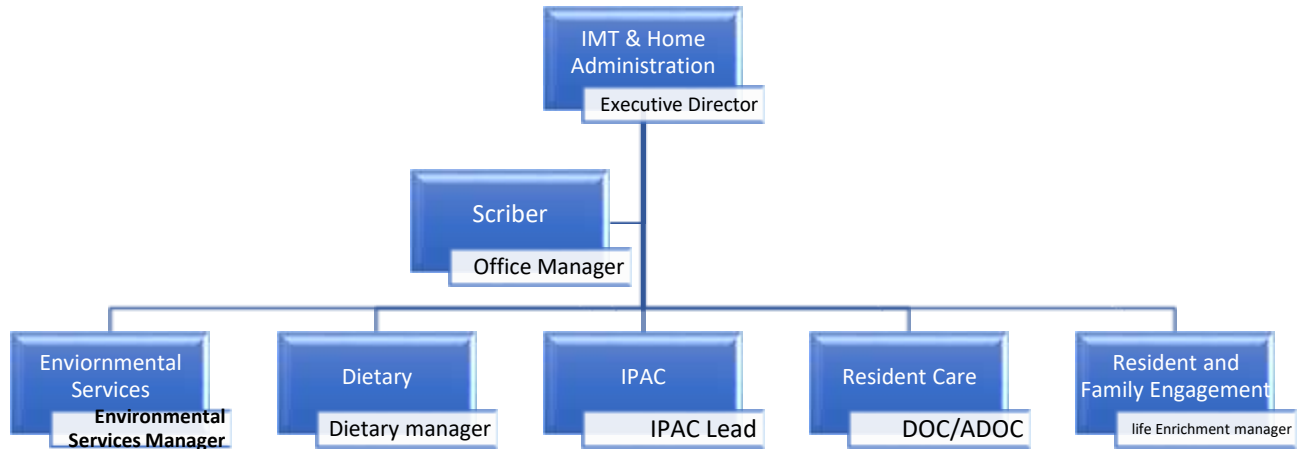 IMT & Home
Administration
Executive Director
Scriber
Office Manager
Enviornmental
Services
Environmental
Services Manager
Dietary
Dietary manager
IPAC
IPAC Lead
Resident Care
DOC/ADOC
Resident and
Family Engagement
life Enrichment manager